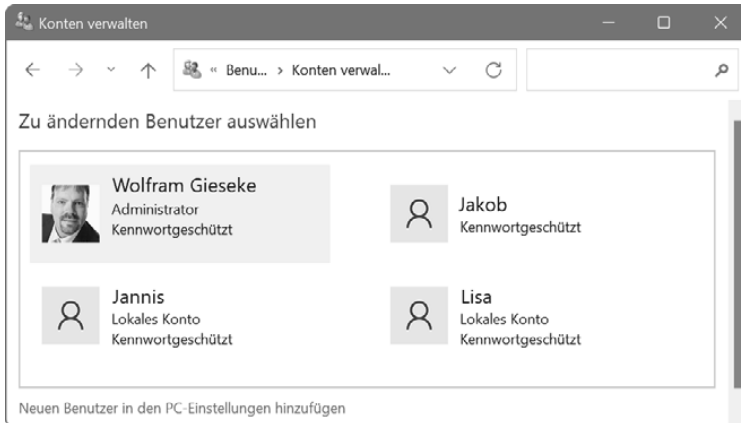 Konten verwalten
« Benu... › Konten verwal...
Zu ändernden Benutzer auswählen
Wolfram Gieseke
Administrator
Kennwortgeschützt
Jakob
Kennwortgeschützt
Jannis
Lokales Konto
Kennwortgeschützt
Lisa
Lokales Konto
Kennwortgeschützt
Neuen Benutzer in den PC-Einstellungen hinzufügen